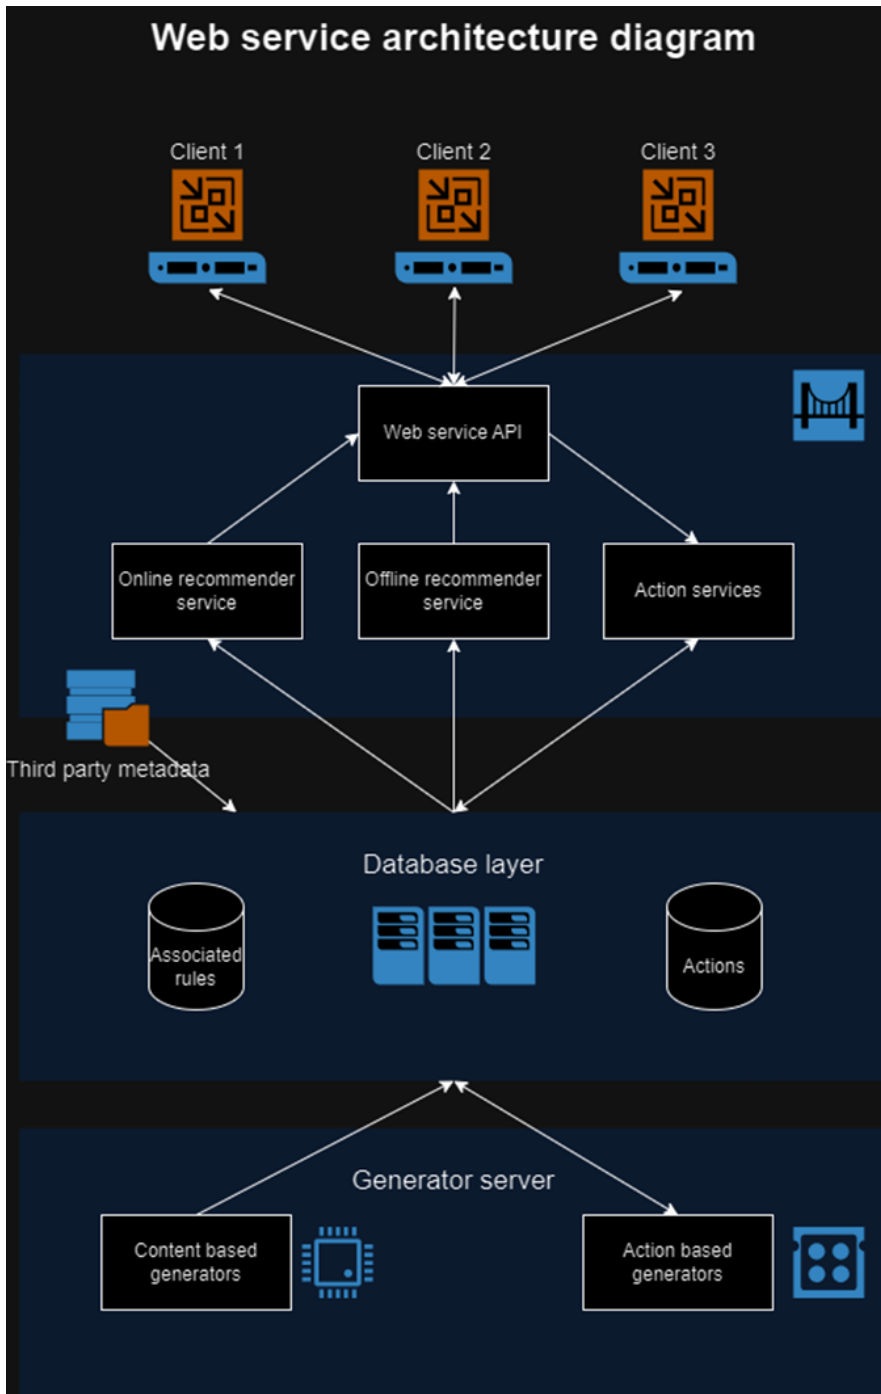 Web service architecture diagram
Client 1
Client 2
Client 3
Web service API
Online recommender
service
Offline recommender
service
Action services
Third party metadata
Database layer
Associated
rules
Actions
Generator server
Content based
generators
Action based
generators